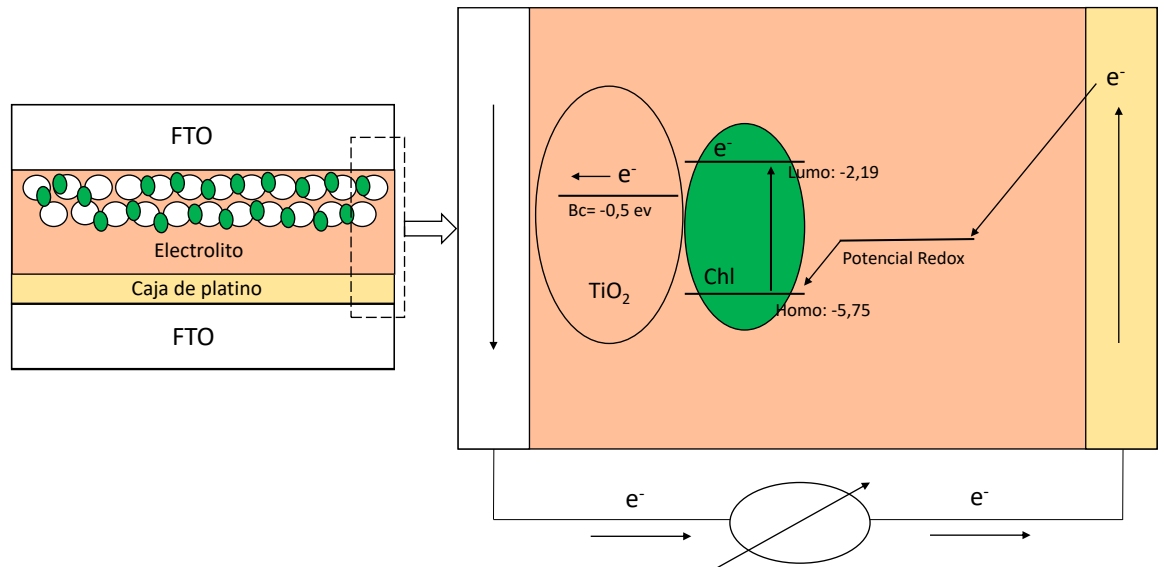 FTO
Electrolito
Caja de platino
FTO
e-
Bc= -0,5 ev
TiO2
e-
Lumo: -2,19
Chl
Homo: -5,75
Potencial Redox
e-
e-
e-